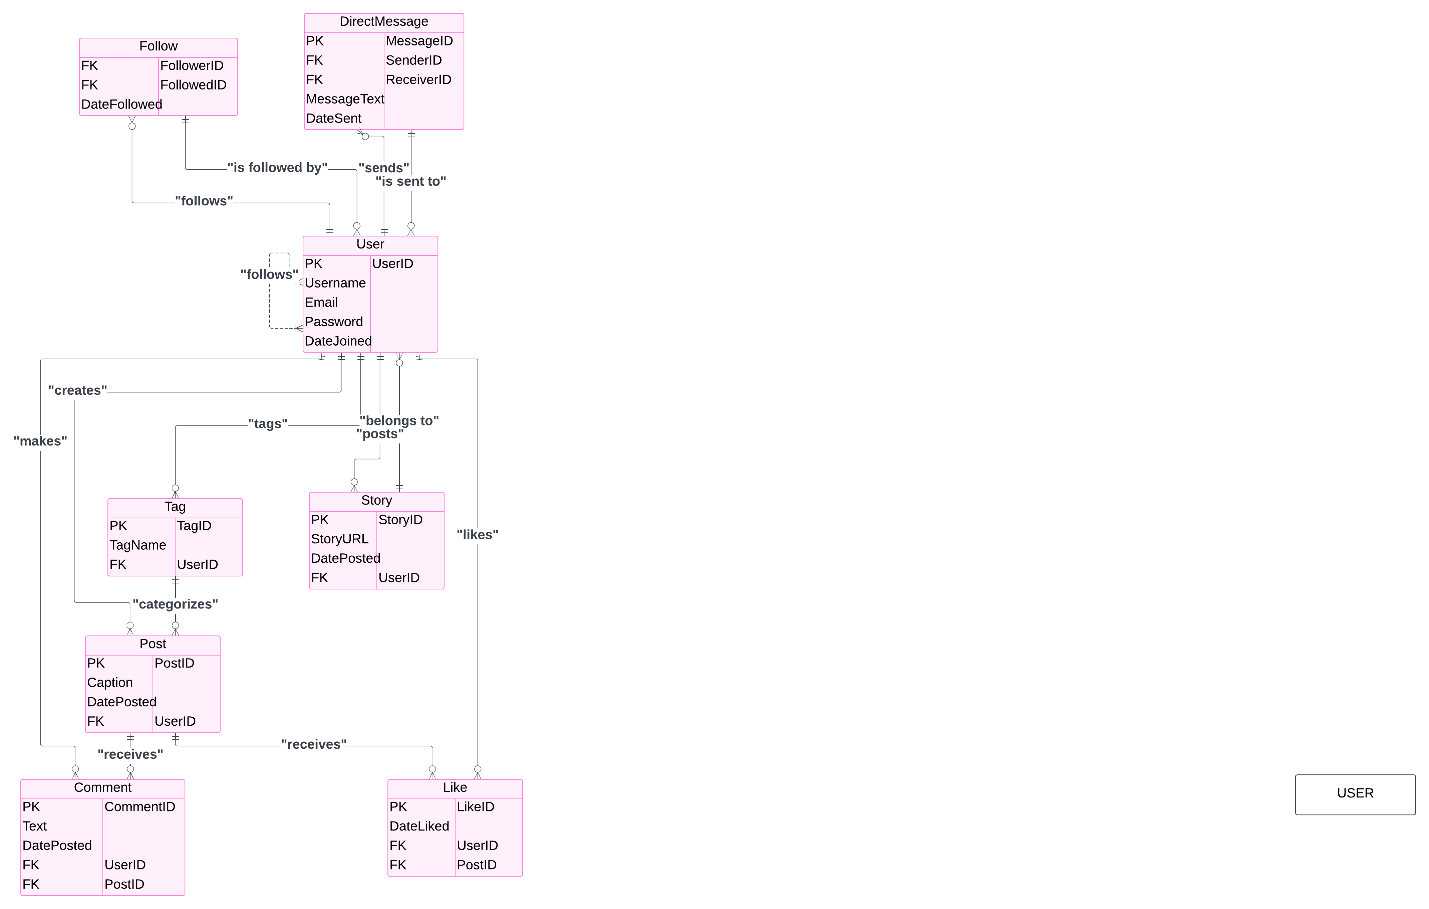 DirectMessage
PK MessageID
FK SenderID
FK ReceiverID
MessageText
DateSent
Follow
FK FollowerID
FK FollowedID
DateFollowed
"is followed by"
"sends"
"is sent to"
"follows"
User
PK UserID
Username
Email
Password
DateJoined
"follows"
"creates"
"makes"
"tags"
"belongs to"
"posts"
"likes"
Tag
PK TagID
TagName
FK UserID
Story
PK StoryID
StoryURL
DatePosted
FK UserID
"categorizes"
Post
PK PostID
Caption
DatePosted
FK UserID
"receives"
"receives"
Comment
PK CommentID
Text
DatePosted
FK UserID
FK PostID
Like
PK LikeID
DateLiked
FK UserID
FK PostID
USER